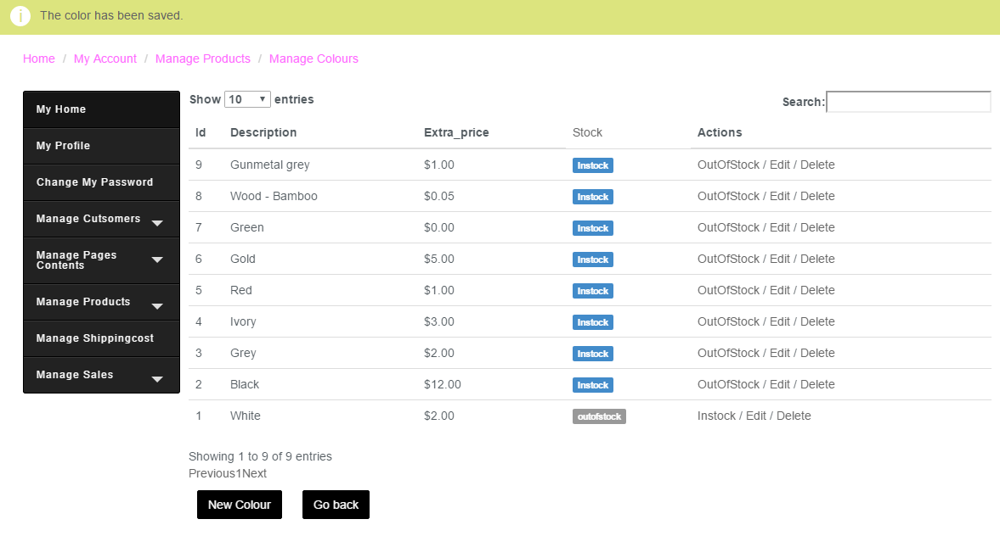 The color has been saved.
Home / My Account / Manage Products / Manage Colours
My Home
My Profile
Change My Password
Manage Cutsomers
Manage Pages
Contents
Manage Products
Manage Shippingcost
Manage Sales
Show 10 entries
Search:
Id Description Extra_price Stock Actions
9 Gunmetal grey $1.00 Instock OutOfStock / Edit / Delete
8 Wood - Bamboo $0.05 Instock OutOfStock / Edit / Delete
7 Green $0.00 Instock OutOfStock / Edit / Delete
6 Gold $5.00 Instock OutOfStock / Edit / Delete
5 Red $1.00 Instock OutOfStock / Edit / Delete
4 Ivory $3.00 Instock OutOfStock / Edit / Delete
3 Grey $2.00 Instock OutOfStock / Edit / Delete
2 Black $12.00 Instock OutOfStock / Edit / Delete
1 White $2.00 outofstock Instock / Edit / Delete
Showing 1 to 9 of 9 entries
Previous1Next
New Colour Go back